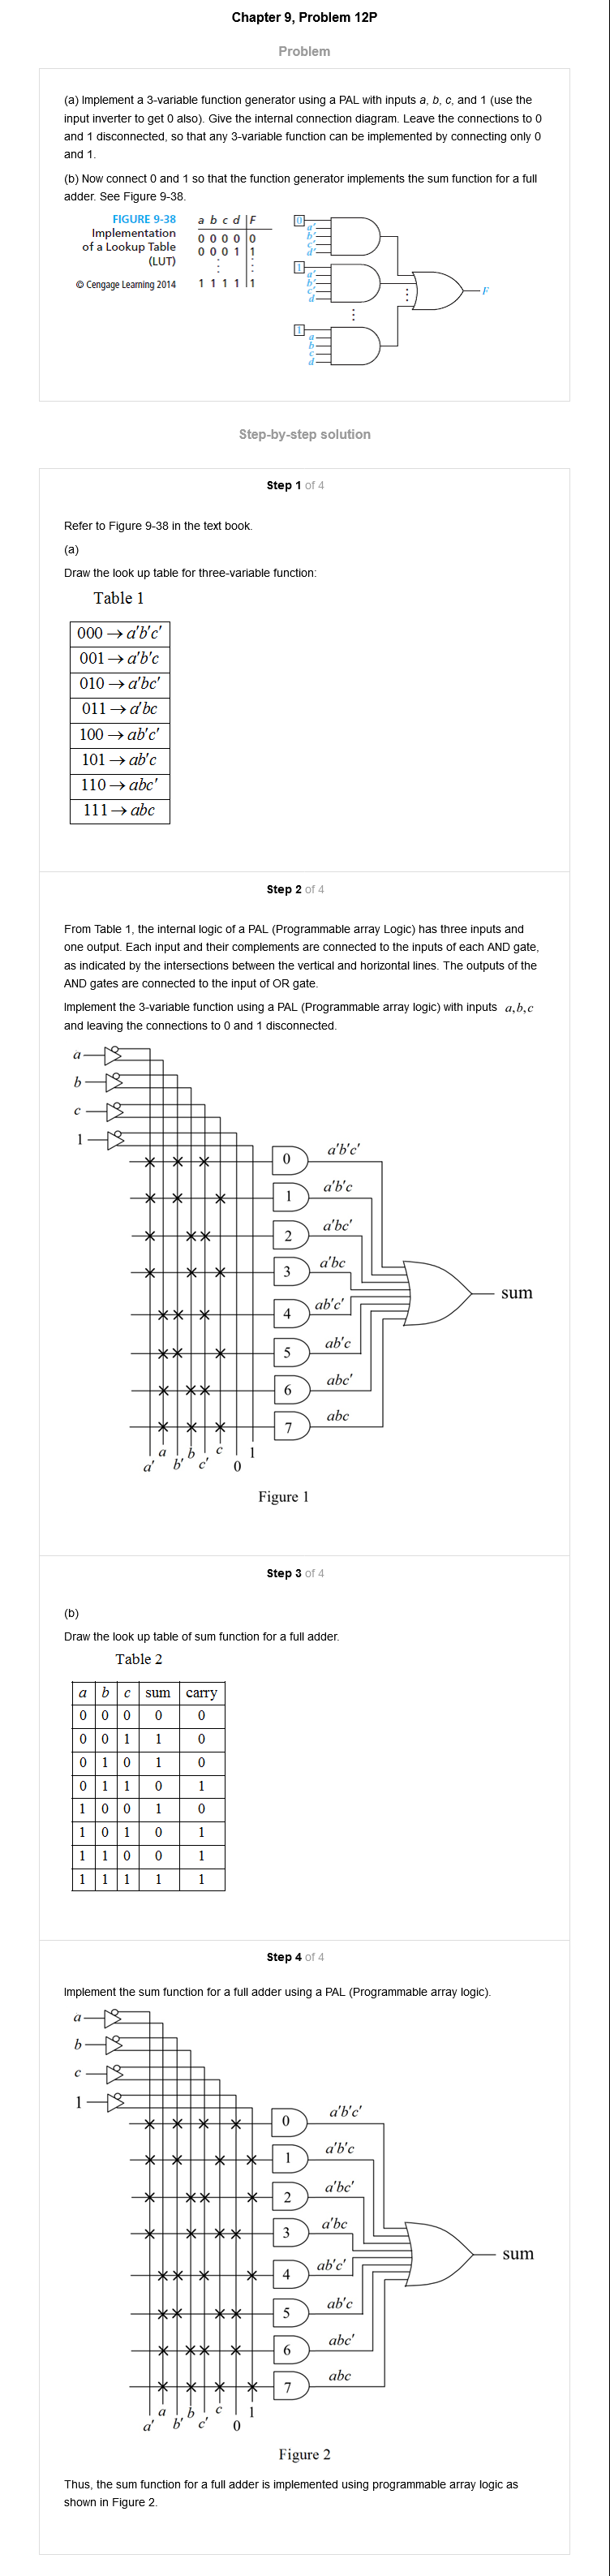 Chapter 9, Problem 12P
Problem
(a) Implement a 3-variable function generator using a PAL with inputs a, b, c, and 1 (use the
input inverter to get 0 also). Give the internal connection diagram. Leave the connections to 0
and 1 disconnected, so that any 3-variable function can be implemented by connecting only 0
and 1.
(b) Now connect 0 and 1 so that the function generator implements the sum function for a full
adder. See Figure 9-38.
FIGURE 9-38
Implementation
of a Lookup Table
(LUT)
© Cengage Learning 2014
a b c d F
0 0 0 0 0
0 0 0 1 1
⋮ ⋮
1 1 1 1 1
0
a'
b'
c'
d'
1
a'
b'
c'
d
⋮
1
a
b
c
d
⋮
F
Step-by-step solution
Step 1 of 4
Refer to Figure 9-38 in the text book.
(a)
Draw the look up table for three-variable function:
Table 1
000 → a'b'c'
001 → a'b'c
010 → a'bc'
011 → a'bc
100 → ab'c'
101 → ab'c
110 → abc'
111 → abc
Step 2 of 4
From Table 1, the internal logic of a PAL (Programmable array Logic) has three inputs and
one output. Each input and their complements are connected to the inputs of each AND gate,
as indicated by the intersections between the vertical and horizontal lines. The outputs of the
AND gates are connected to the input of OR gate.
Implement the 3-variable function using a PAL (Programmable array logic) with inputs a,b,c
and leaving the connections to 0 and 1 disconnected.
a
b
c
1
0 a'b'c'
1 a'b'c
2 a'bc'
3 a'bc
4 ab'c'
5 ab'c
6 abc'
7 abc
sum
a b c 1
a' b' c' 0
Figure 1
Step 3 of 4
(b)
Draw the look up table of sum function for a full adder.
Table 2
a b c sum carry
0 0 0 0 0
0 0 1 1 0
0 1 0 1 0
0 1 1 0 1
1 0 0 1 0
1 0 1 0 1
1 1 0 0 1
1 1 1 1 1
Step 4 of 4
Implement the sum function for a full adder using a PAL (Programmable array logic).
a
b
c
1
0 a'b'c'
1 a'b'c
2 a'bc'
3 a'bc
4 ab'c'
5 ab'c
6 abc'
7 abc
sum
a b c 1
a' b' c' 0
Figure 2
Thus, the sum function for a full adder is implemented using programmable array logic as
shown in Figure 2.